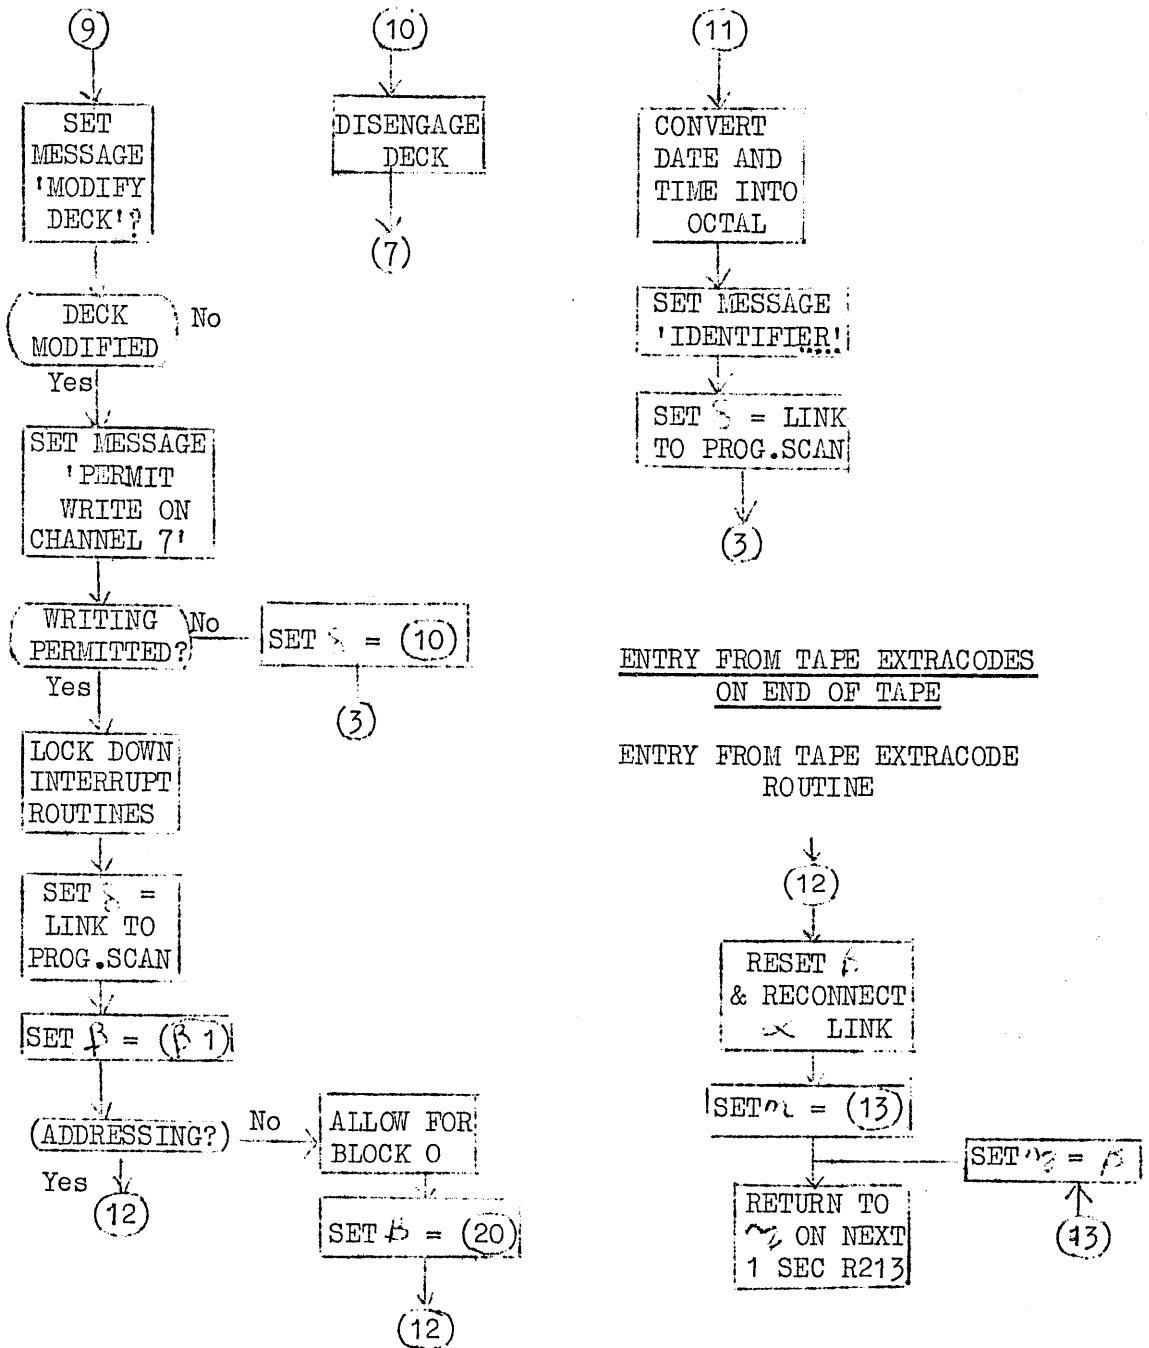 (9)
SET
MESSAGE
'MODIFY
DECK'?
DECK
MODIFIED
No
Yes
SET MESSAGE
'PERMIT
WRITE ON
CHANNEL 7'
WRITING
PERMITTED?
No
SET = (10)
(3)
Yes
LOCK DOWN
INTERRUPT
ROUTINES
SET =
LINK TO
PROG.SCAN
SET β = (β 1)
(ADDRESSING?)
No
Yes
(12)
ALLOW FOR
BLOCK 0
SET β = (20)
(12)
(10)
DISENGAGE
DECK
(7)
(11)
CONVERT
DATE AND
TIME INTO
OCTAL
SET MESSAGE
'IDENTIFIER'
SET = LINK
TO PROG.SCAN
(3)
ENTRY FROM TAPE EXTRACODES
ON END OF TAPE
ENTRY FROM TAPE EXTRACODE
ROUTINE
(12)
RESET β
& RECONNECT
∝ LINK
SET = (13)
SET = β
(13)
RETURN TO
ON NEXT
1 SEC R213